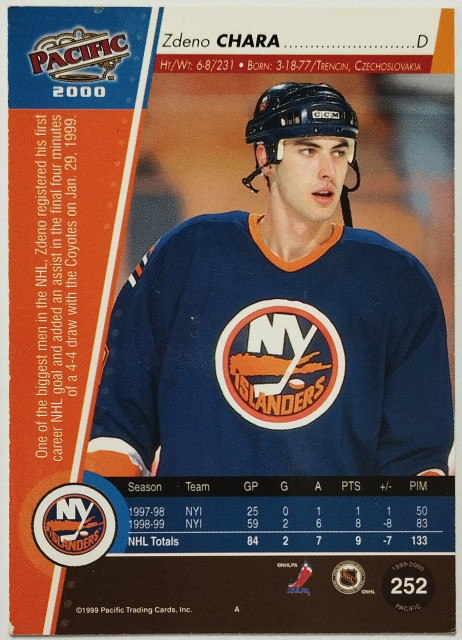 PACIFIC
2000
Zdeno CHARA..............................D
HT/WT: 6-8/231 • BORN: 3-18-77/TRENCIN, CZECHOSLOVAKIA
One of the biggest men in the NHL, Zdeno registered his first
career NHL goal and added an assist in the final four minutes
of a 4-4 draw with the Coyotes on Jan. 29, 1999.
CCM
NY
ISLANDERS
Season Team GP G A PTS +/- PIM
1997-98 NYI 25 0 1 1 1 50
1998-99 NYI 59 2 6 8 -8 83
NHL Totals 84 2 7 9 -7 133
NY
ISLANDERS
©NHLPA
NHLPA
NHL
©NHL
1999-2000
252
PACIFIC
©1999 Pacific Trading Cards, Inc. A